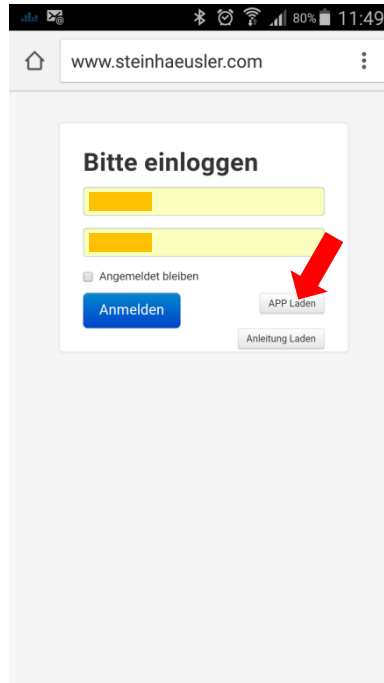 80% 11:49
www.steinhaeusler.com
Bitte einloggen
Angemeldet bleiben
Anmelden
APP Laden
Anleitung Laden